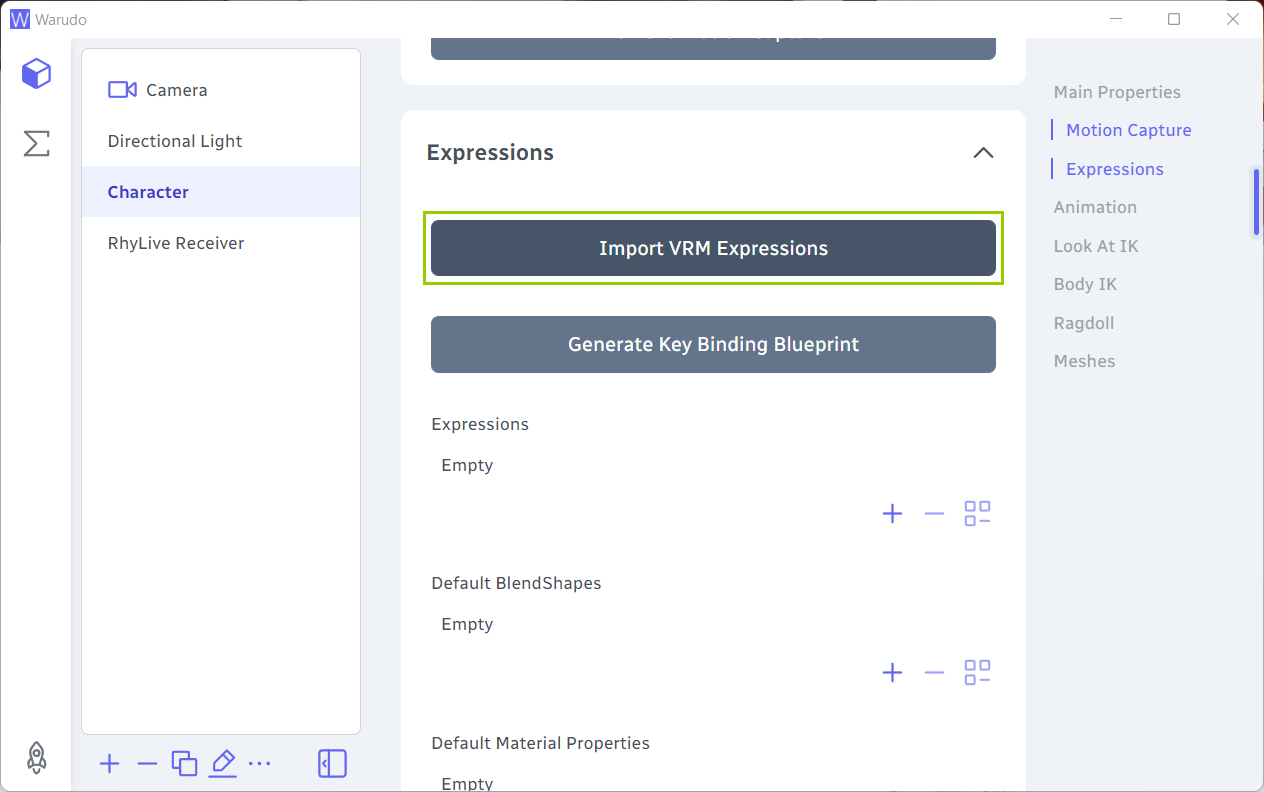 Warudo
Camera
Directional Light
Character
RhyLive Receiver
Expressions
Import VRM Expressions
Generate Key Binding Blueprint
Expressions
Empty
Default BlendShapes
Empty
Default Material Properties
Empty
Main Properties
Motion Capture
Expressions
Animation
Look At IK
Body IK
Ragdoll
Meshes